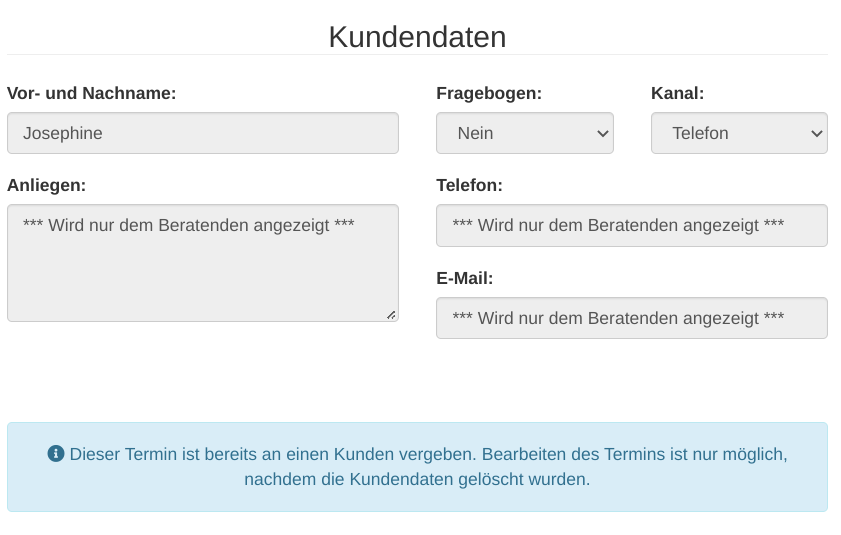 Kundendaten
Vor- und Nachname:
Josephine
Fragebogen:
Nein
Kanal:
Telefon
Anliegen:
*** Wird nur dem Beratenden angezeigt ***
Telefon:
*** Wird nur dem Beratenden angezeigt ***
E-Mail:
*** Wird nur dem Beratenden angezeigt ***
Dieser Termin ist bereits an einen Kunden vergeben. Bearbeiten des Termins ist nur möglich,
nachdem die Kundendaten gelöscht wurden.